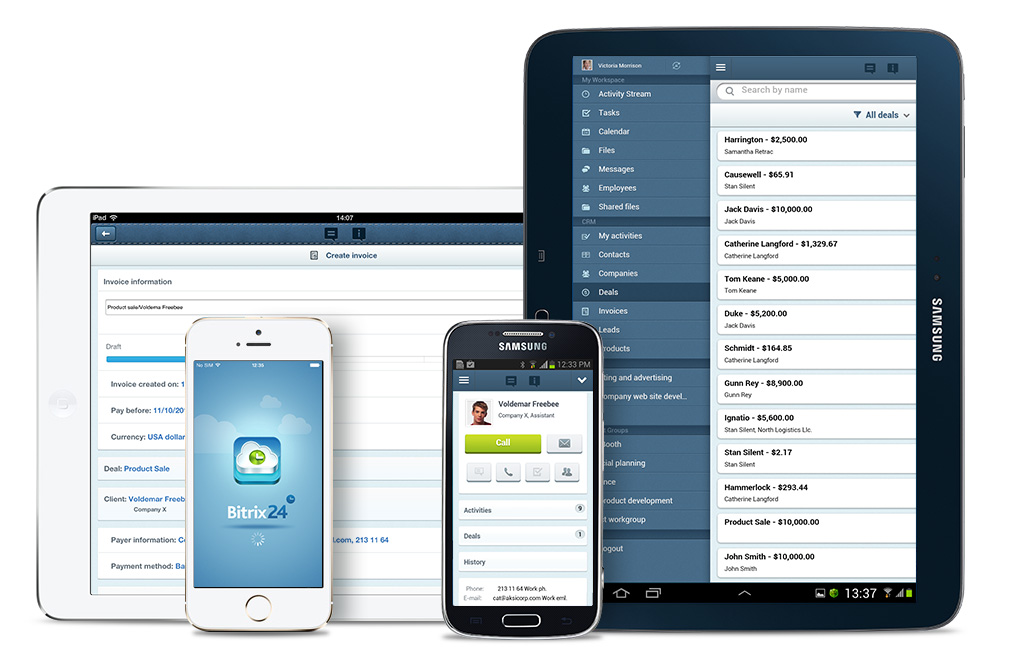 iPad
14:07
Create invoice
Invoice information
Product sale/Voldema Freebee
Draft
Invoice created on: 1
Pay before: 11/10/20
Currency: USA dollar
Deal: Product Sale
Client: Voldemar Freeb
Company X
Payer information: C
l.com, 213 11 64
Payment method: Ba
No SIM
12:35
Bitrix24
SAMSUNG
12:33 PM
Voldemar Freebee
Company X, Assistant
Call
Activities
9
Deals
1
History
Phone: 213 11 64 Work ph.
E-mail: cat@aksicorp.com Work eml.
Victoria Morrison
My Workspace
Activity Stream
Tasks
Calendar
Files
Messages
Employees
Shared files
CRM
My activities
Contacts
Companies
Deals
Invoices
Leads
roducts
ting and advertising
ompany web site devel...
t Groups
ooth
cial planning
nce
roduct development
t workgroup
ogout
Search by name
All deals
Harrington - $2,500.00
Samantha Retrac
Causewell - $65.91
Stan Silent
Jack Davis - $10,000.00
Jack Davis
Catherine Langford - $1,329.67
Catherine Langford
Tom Keane - $5,000.00
Tom Keane
Duke - $5,200.00
Jack Davis
Schmidt - $164.85
Catherine Langford
Gunn Rey - $8,900.00
Gunn Rey
Ignatio - $5,600.00
Stan Silent, North Logistics Llc.
Stan Silent - $2.17
Stan Silent
Hammerlock - $293.44
Catherine Langford
Product Sale - $10,000.00
John Smith - $10,000.00
John Smith
13:37
SAMSUNG